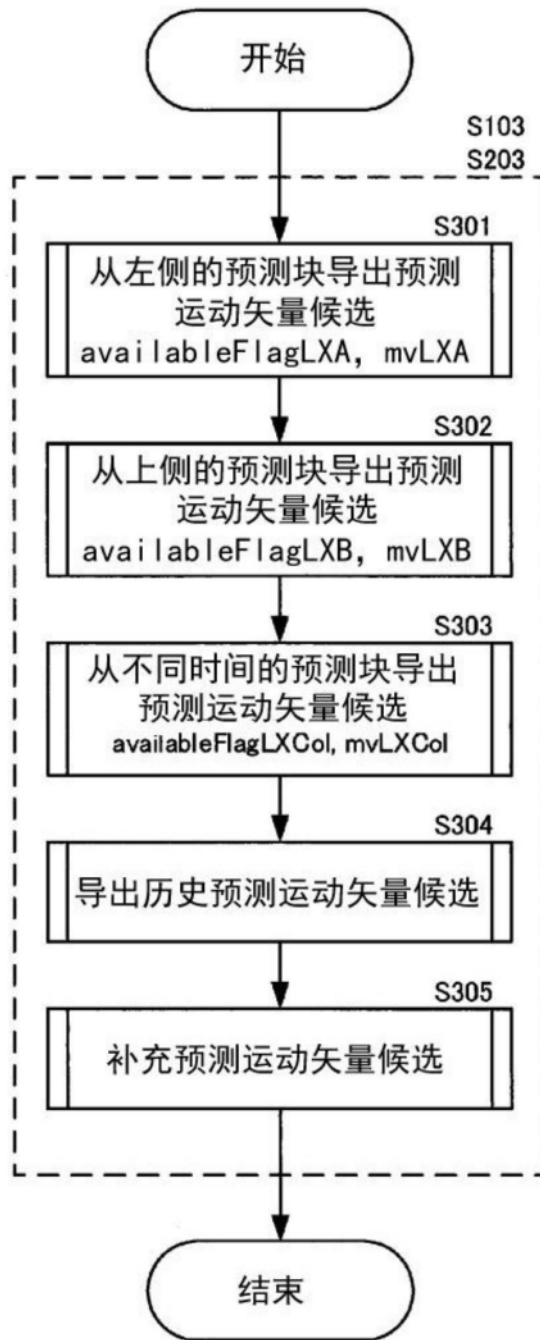 开始
S103
S203
S301
从左侧的预测块导出预测
运动矢量候选
availableFlagLXA, mvLXA
S302
从上侧的预测块导出预测
运动矢量候选
availableFlagLXB, mvLXB
S303
从不同时间的预测块导出
预测运动矢量候选
availableFlagLXCol, mvLXCol
S304
导出历史预测运动矢量候选
S305
补充预测运动矢量候选
结束